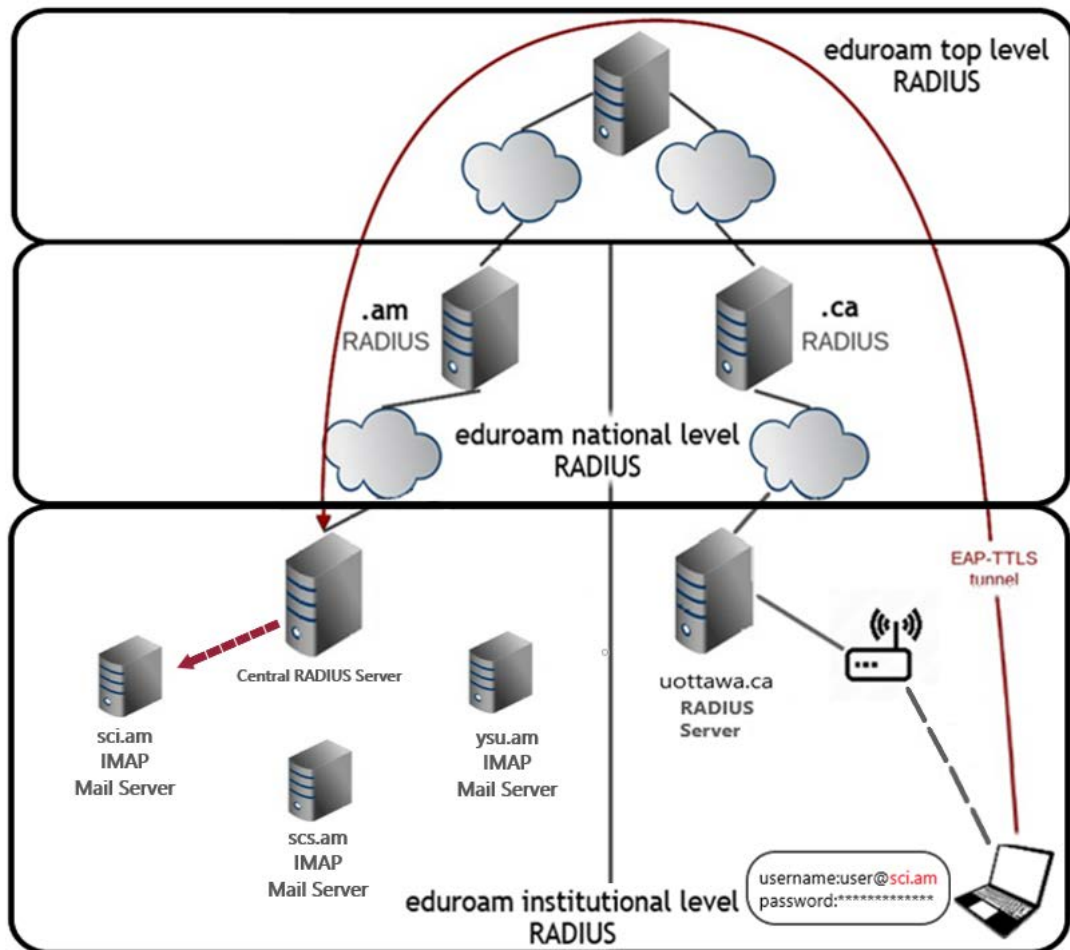 eduroam top level
RADIUS
.am
RADIUS
.ca
RADIUS
eduroam national level
RADIUS
EAP-TTLS
tunnel
Central RADIUS Server
sci.am
IMAP
Mail Server
ysu.am
IMAP
Mail Server
scs.am
IMAP
Mail Server
uottawa.ca
RADIUS
Server
username:user@sci.am
password:*************
eduroam institutional level
RADIUS